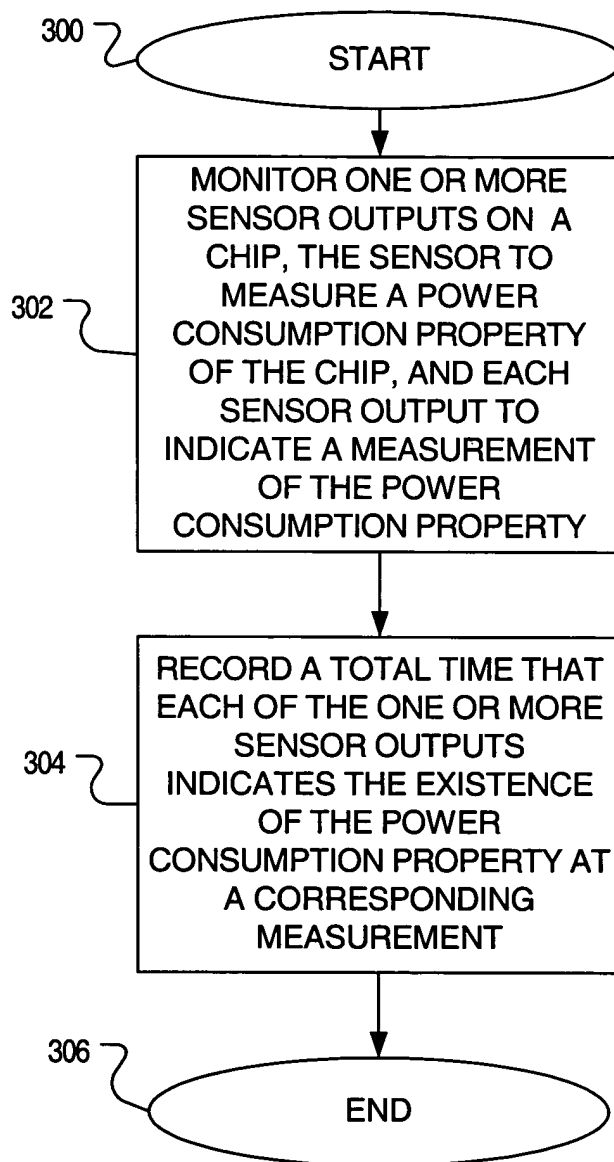 300
START
302
MONITOR ONE OR MORE
SENSOR OUTPUTS ON A
CHIP, THE SENSOR TO
MEASURE A POWER
CONSUMPTION PROPERTY
OF THE CHIP, AND EACH
SENSOR OUTPUT TO
INDICATE A MEASUREMENT
OF THE POWER
CONSUMPTION PROPERTY
304
RECORD A TOTAL TIME THAT
EACH OF THE ONE OR MORE
SENSOR OUTPUTS
INDICATES THE EXISTENCE
OF THE POWER
CONSUMPTION PROPERTY AT
A CORRESPONDING
MEASUREMENT
306
END